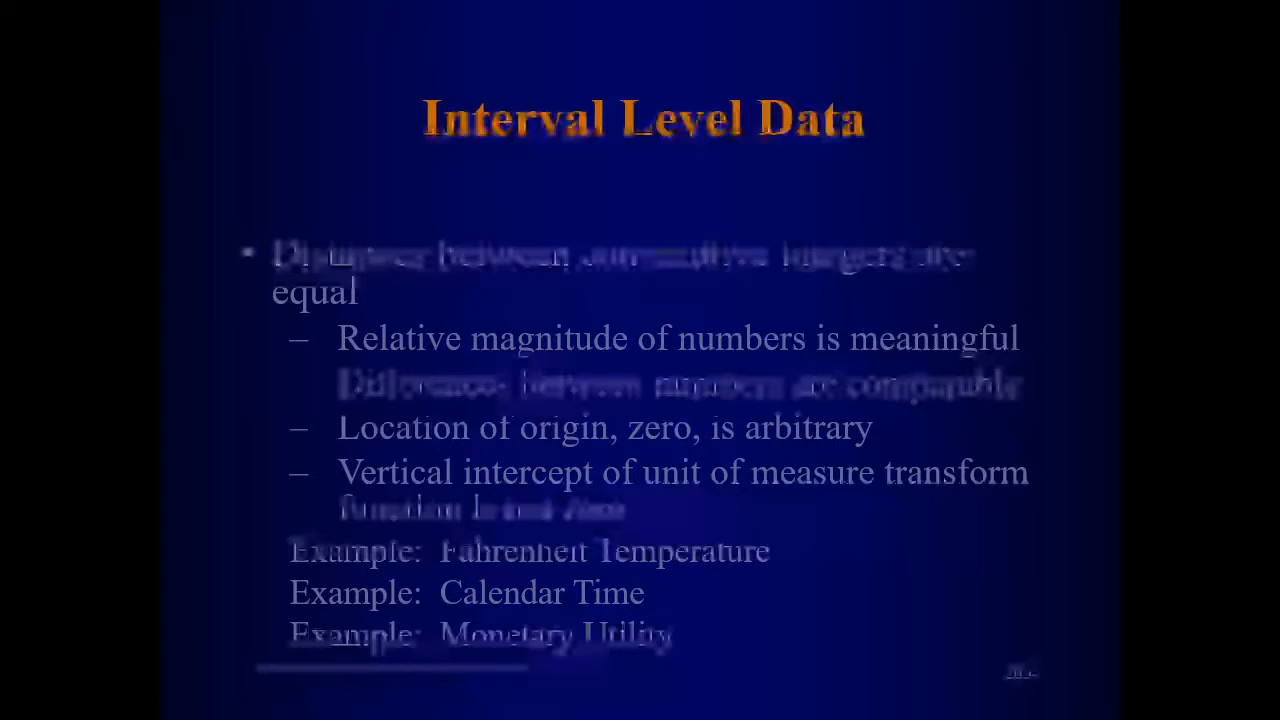 Interval Level Data
• Distances between consecutive integers are
equal
– Relative magnitude of numbers is meaningful
Differences between numbers are comparable
– Location of origin, zero, is arbitrary
– Vertical intercept of unit of measure transform
function is not zero
Example: Fahrenheit Temperature
Example: Calendar Time
Example: Monetary Utility